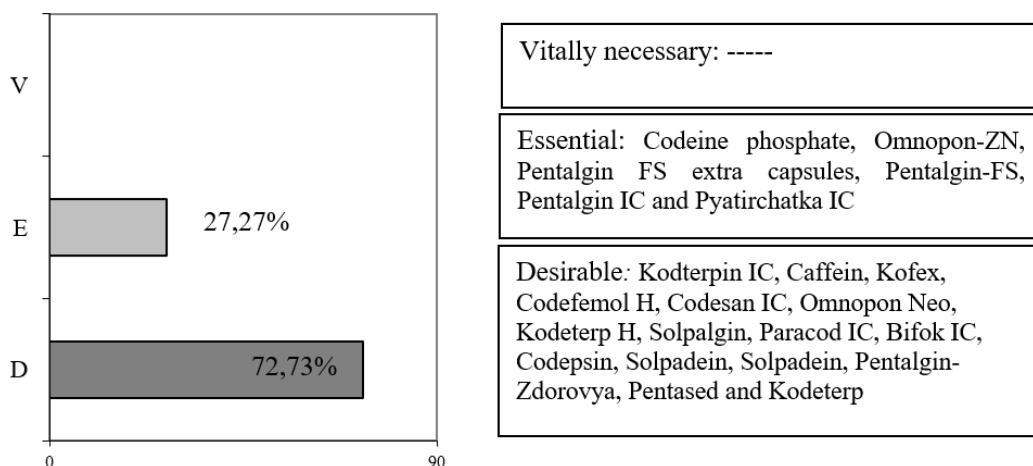 V
E
D
27,27%
72,73%
0
90
Vitally necessary: -----
Essential: Codeine phosphate, Omnopon-ZN,
Pentalgin FS extra capsules, Pentalgin-FS,
Pentalgin IC and Pyatirchatka IC
Desirable: Kodterpin IC, Caffein, Kofex,
Codefemol H, Codesan IC, Omnopon Neo,
Kodeterp H, Solpalgin, Paracod IC, Bifok IC,
Codepsin, Solpadein, Solpadein, Pentalgin-
Zdorovya, Pentased and Kodeterp